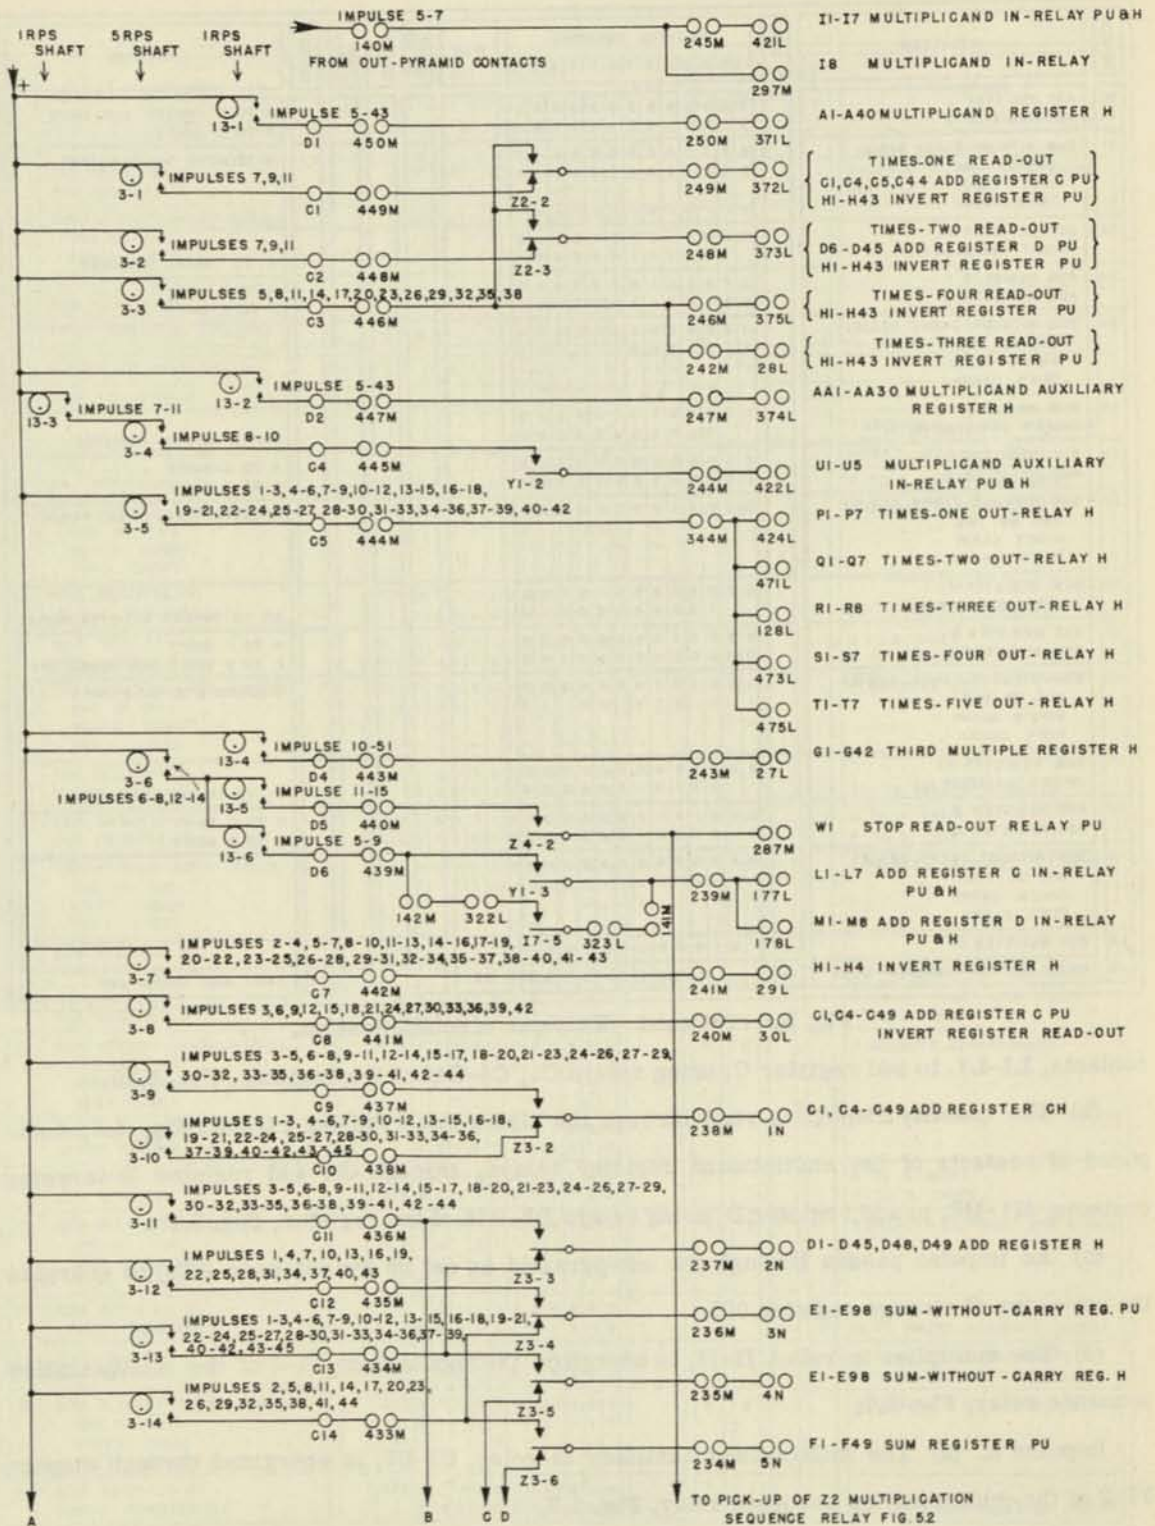 IMPULSE 5-7
140M
FROM OUT-PYRAMID CONTACTS
245M 421L
I1-I7 MULTIPLICAND IN-RELAY PU&H
297M
I8 MULTIPLICAND IN-RELAY
1RPS SHAFT
5RPS SHAFT
1RPS SHAFT
+
13-1
IMPULSE 5-43
D1 450M
250M 371L
A1-A40 MULTIPLICAND REGISTER H
3-1
IMPULSES 7,9,11
C1 449M
Z2-2
249M 372L
TIMES-ONE READ-OUT
C1,C4,C5,C44 ADD REGISTER C PU
H1-H43 INVERT REGISTER PU
3-2
IMPULSES 7,9,11
C2 448M
Z2-3
248M 373L
TIMES-TWO READ-OUT
D6-D45 ADD REGISTER D PU
H1-H43 INVERT REGISTER PU
3-3
IMPULSES 5,8,11,14,17,20,23,26,29,32,35,38
C3 446M
246M 375L
TIMES-FOUR READ-OUT
H1-H43 INVERT REGISTER PU
242M 28L
TIMES-THREE READ-OUT
H1-H43 INVERT REGISTER PU
13-2
IMPULSE 5-43
D2 447M
247M 374L
AA1-AA30 MULTIPLICAND AUXILIARY
REGISTER H
13-3
IMPULSE 7-11
3-4
IMPULSE 8-10
C4 445M
Y1-2
244M 422L
U1-U5 MULTIPLICAND AUXILIARY
IN-RELAY PU & H
3-5
IMPULSES 1-3,4-6,7-9,10-12,13-15,16-18,
19-21,22-24,25-27,28-30,31-33,34-36,37-39,40-42
C5 444M
344M 424L
P1-P7 TIMES-ONE OUT-RELAY H
471L
Q1-Q7 TIMES-TWO OUT-RELAY H
128L
R1-R8 TIMES-THREE OUT-RELAY H
473L
S1-S7 TIMES-FOUR OUT-RELAY H
475L
T1-T7 TIMES-FIVE OUT-RELAY H
13-4
IMPULSE 10-51
D4 443M
243M 27L
G1-G42 THIRD MULTIPLE REGISTER H
3-6
IMPULSES 6-8,12-14
13-5
IMPULSE 11-15
D5 440M
Z4-2
287M
W1 STOP READ-OUT RELAY PU
13-6
IMPULSE 5-9
D6 439M
Y1-3
239M 177L
L1-L7 ADD REGISTER C IN-RELAY
PU & H
142M 322L
I7-5
323L
141M
178L
M1-M8 ADD REGISTER D IN-RELAY
PU & H
3-7
IMPULSES 2-4,5-7,8-10,11-13,14-16,17-19,
20-22,23-25,26-28,29-31,32-34,35-37,38-40,41-43
C7 442M
241M 29L
H1-H4 INVERT REGISTER H
3-8
IMPULSES 3,6,9,12,15,18,21,24,27,30,33,36,39,42
C8 441M
240M 30L
C1,C4-C49 ADD REGISTER C PU
INVERT REGISTER READ-OUT
3-9
IMPULSES 3-5,6-8,9-11,12-14,15-17,18-20,21-23,24-26,27-29,
30-32,33-35,36-38,39-41,42-44
C9 437M
Z3-2
238M 1N
C1,C4-C49 ADD REGISTER CH
3-10
IMPULSES 1-3,4-6,7-9,10-12,13-15,16-18,
19-21,22-24,25-27,28-30,31-33,34-36,
37-39,40-42,43-45
C10 438M
3-11
IMPULSES 3-5,6-8,9-11,12-14,15-17,18-20,21-23,24-26,27-29,
30-32,33-35,36-38,39-41,42-44
C11 436M
Z3-3
237M 2N
D1-D45,D48,D49 ADD REGISTER H
3-12
IMPULSES 1,4,7,10,13,16,19,
22,25,28,31,34,37,40,43
C12 435M
Z3-4
236M 3N
E1-E98 SUM-WITHOUT-CARRY REG. PU
3-13
IMPULSES 1-3,4-6,7-9,10-12,13-15,16-18,19-21,
22-24,25-27,28-30,31-33,34-36,37-39,
40-42,43-45
C13 434M
Z3-5
235M 4N
E1-E98 SUM-WITHOUT-CARRY REG. H
3-14
IMPULSES 2,5,8,11,14,17,20,23,
26,29,32,35,38,41,44
C14 433M
Z3-6
234M 5N
F1-F49 SUM REGISTER PU
A
B
C
D
TO PICK-UP OF Z2 MULTIPLICATION
SEQUENCE RELAY FIG.52